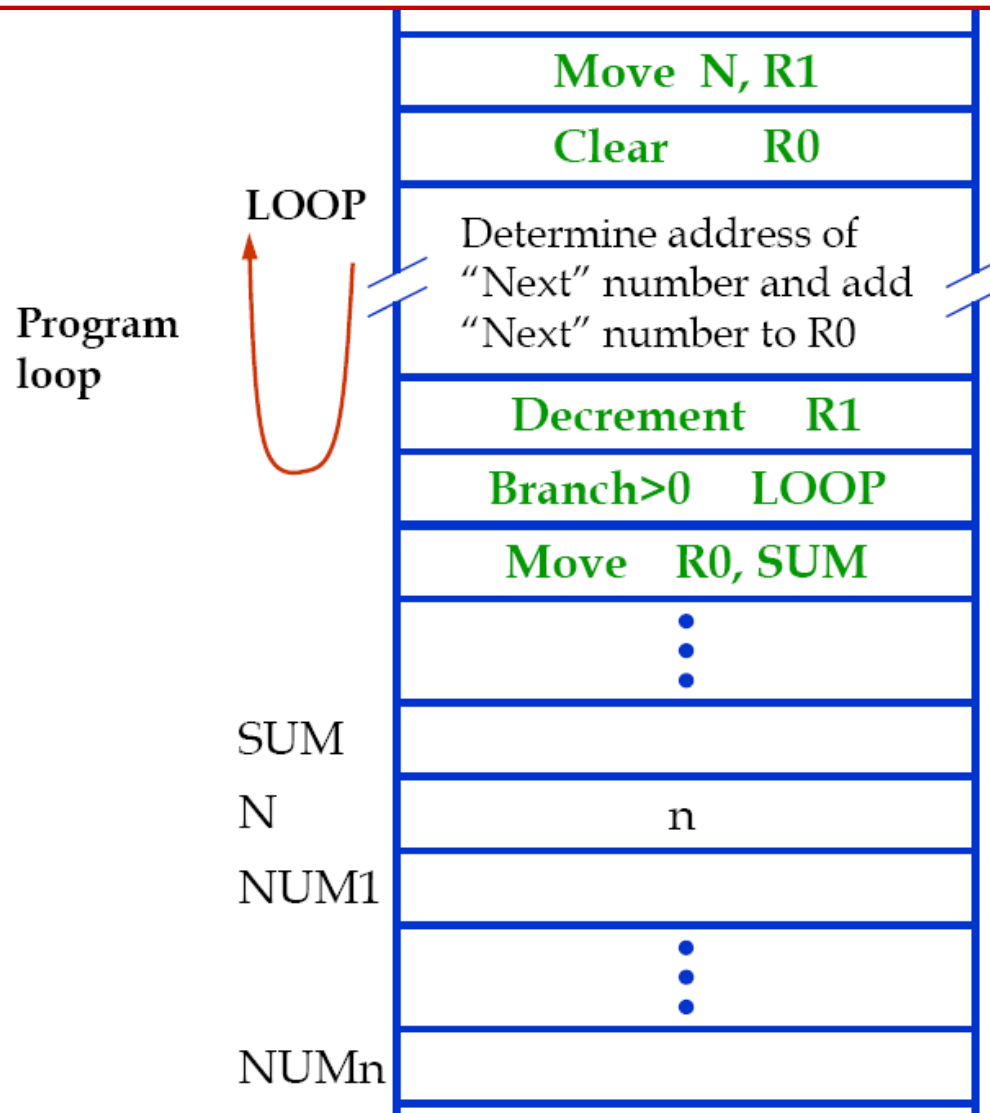 Move N, R1
Clear R0
LOOP
Determine address of
“Next” number and add
“Next” number to R0
Program
loop
Decrement R1
Branch>0 LOOP
Move R0, SUM
SUM
N
n
NUM1
NUMn